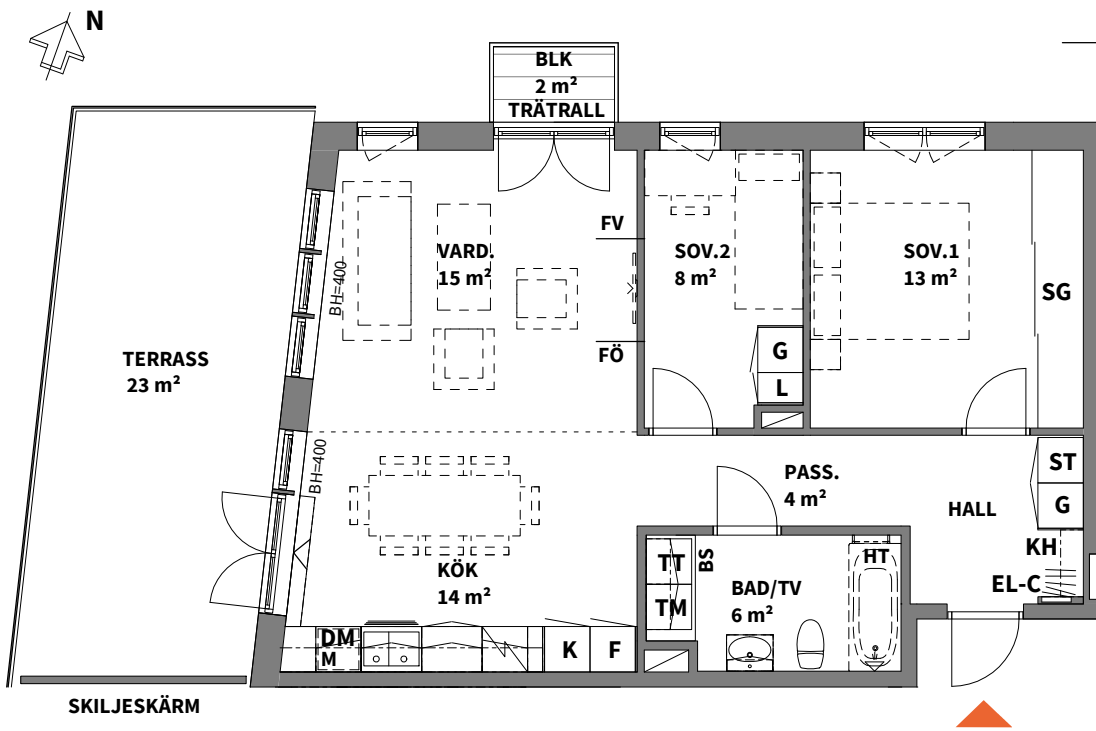 N
BLK
2 m²
TRÄTRALL
FV
VARD.
15 m²
SOV.2
8 m²
SOV.1
13 m²
SG
BH=400
FÖ
TERRASS
23 m²
G
L
BH=400
PASS.
4 m²
ST
G
HALL
KH
EL-C
KÖK
14 m²
TT
TM
BS
BAD/TV
6 m²
HT
DM
M
K
F
SKILJESKÄRM